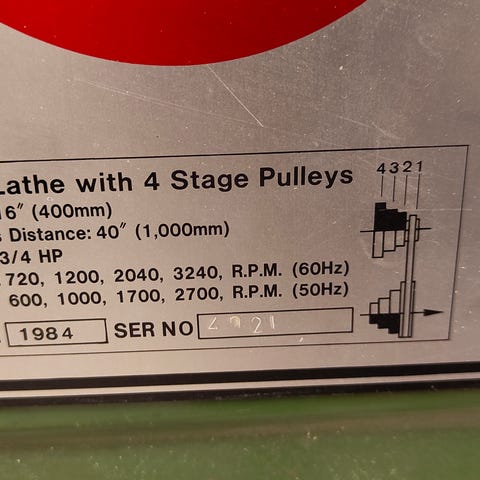 Lathe with 4 Stage Pulleys
4321
16″ (400mm)
s Distance: 40″ (1,000mm)
3/4 HP
720, 1200, 2040, 3240, R.P.M. (60Hz)
600, 1000, 1700, 2700, R.P.M. (50Hz)
1984 SER NO